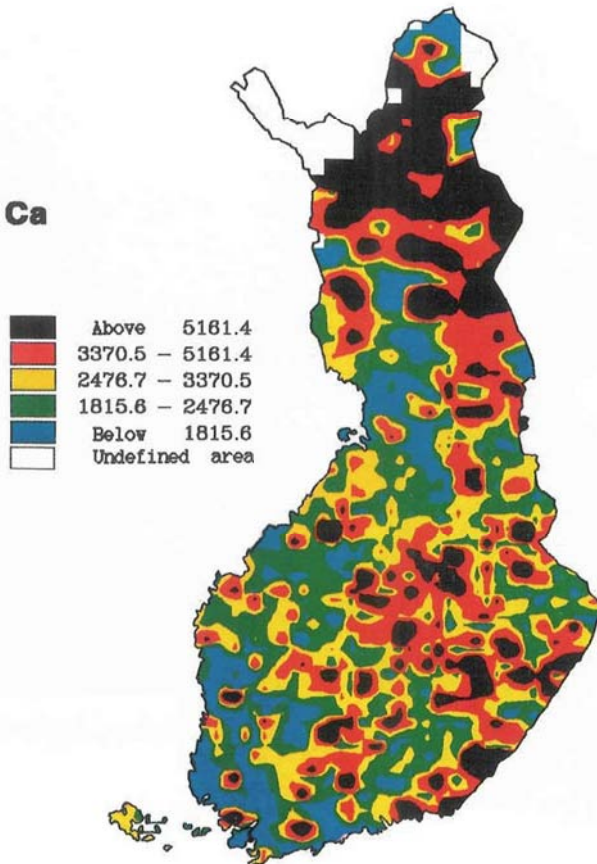 Ca
Above 5161.4
3370.5 – 5161.4
2476.7 – 3370.5
1815.6 – 2476.7
Below 1815.6
Undefined area